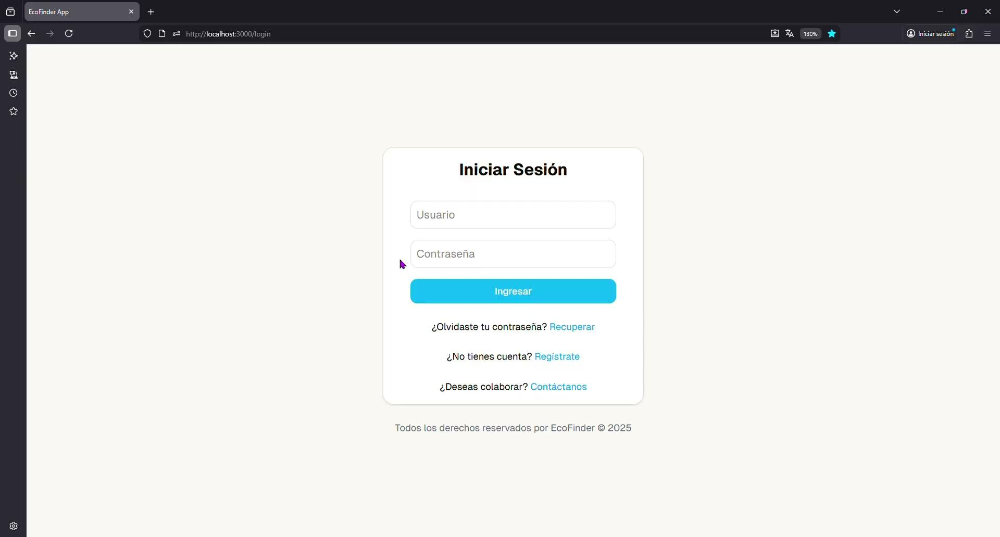 EcoFinder App
http://localhost:3000/login
130%
Iniciar sesión
Iniciar Sesión
Usuario
Contraseña
Ingresar
¿Olvidaste tu contraseña? Recuperar
¿No tienes cuenta? Regístrate
¿Deseas colaborar? Contáctanos
Todos los derechos reservados por EcoFinder © 2025